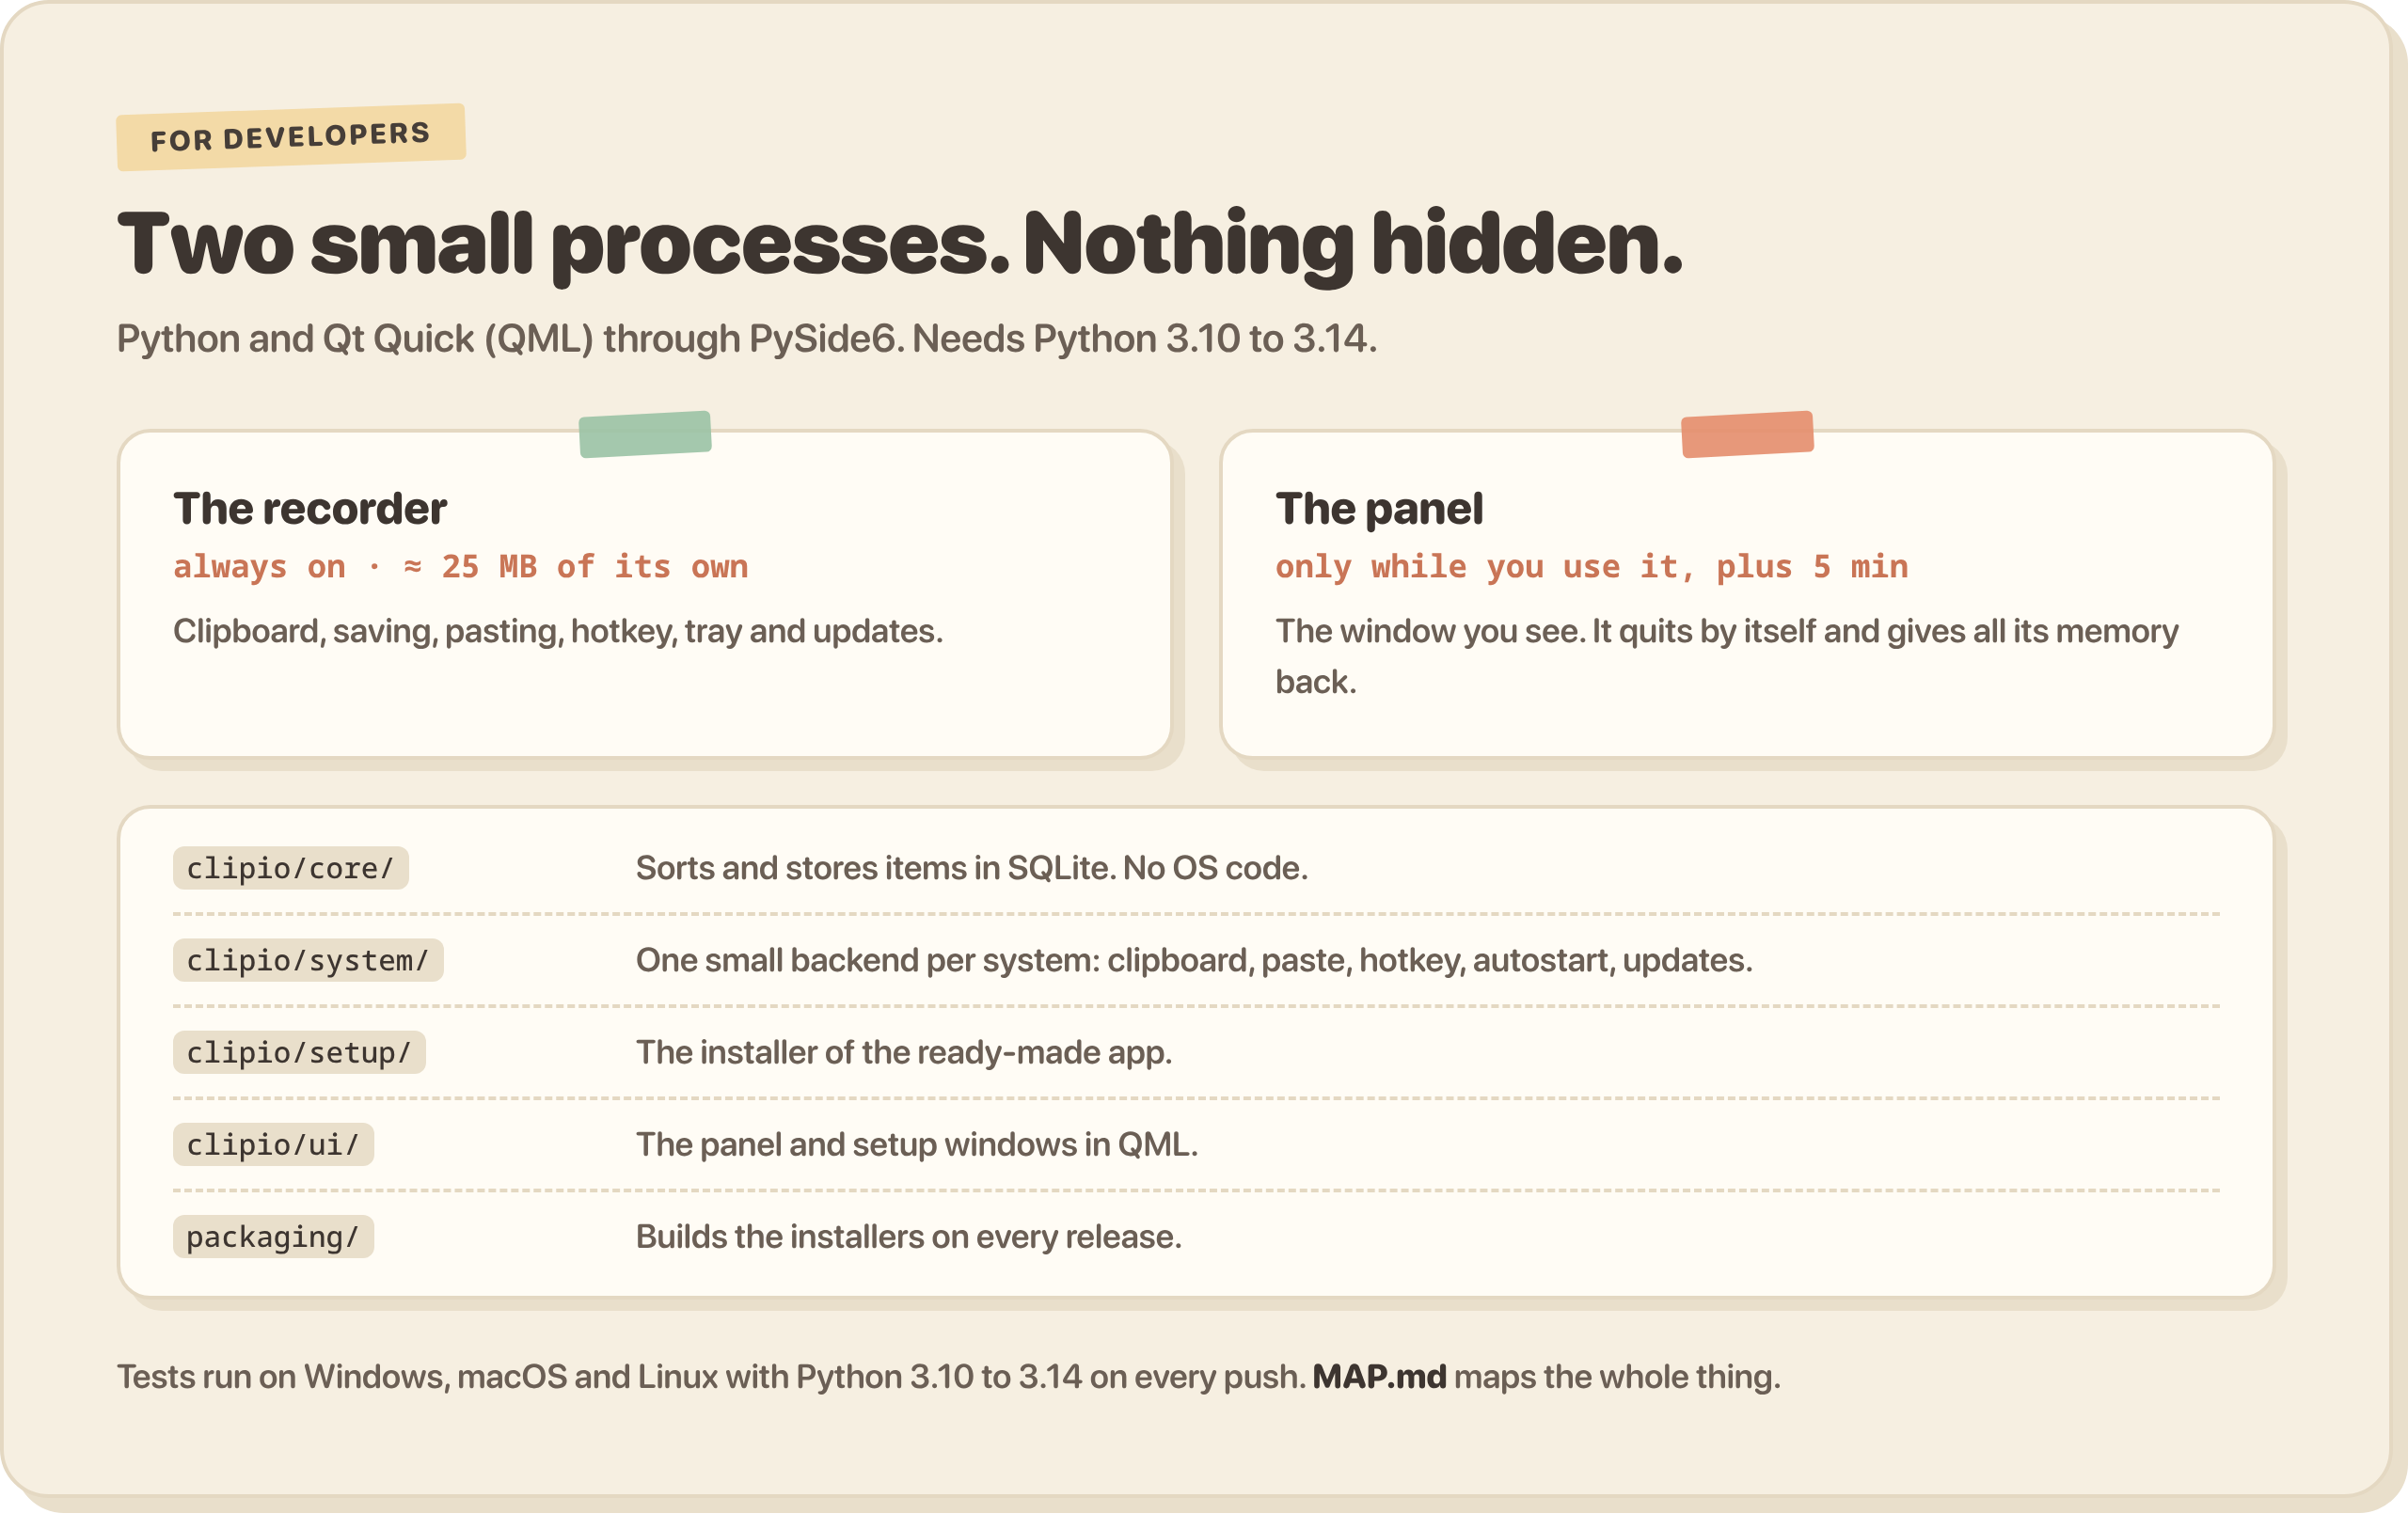 FOR DEVELOPERS
Two small processes. Nothing hidden.
Python and Qt Quick (QML) through PySide6. Needs Python 3.10 to 3.14.
The recorder
always on · ≈ 25 MB of its own
Clipboard, saving, pasting, hotkey, tray and updates.
The panel
only while you use it, plus 5 min
The window you see. It quits by itself and gives all its memory
back.
clipio/core/ Sorts and stores items in SQLite. No OS code.
clipio/system/ One small backend per system: clipboard, paste, hotkey, autostart, updates.
clipio/setup/ The installer of the ready-made app.
clipio/ui/ The panel and setup windows in QML.
packaging/ Builds the installers on every release.
Tests run on Windows, macOS and Linux with Python 3.10 to 3.14 on every push. MAP.md maps the whole thing.